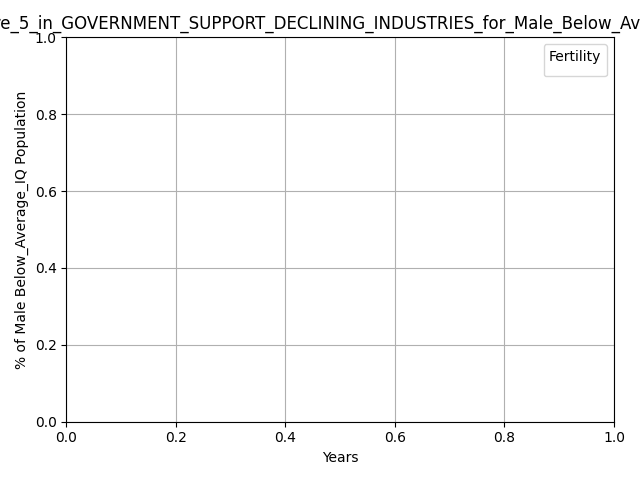 e_5_in_GOVERNMENT_SUPPORT_DECLINING_INDUSTRIES_for_Male_Below_Av
Fertility
% of Male Below_Average_IQ Population
1.0
0.8
0.6
0.4
0.2
0.0
0.0 0.2 0.4 0.6 0.8 1.0
Years